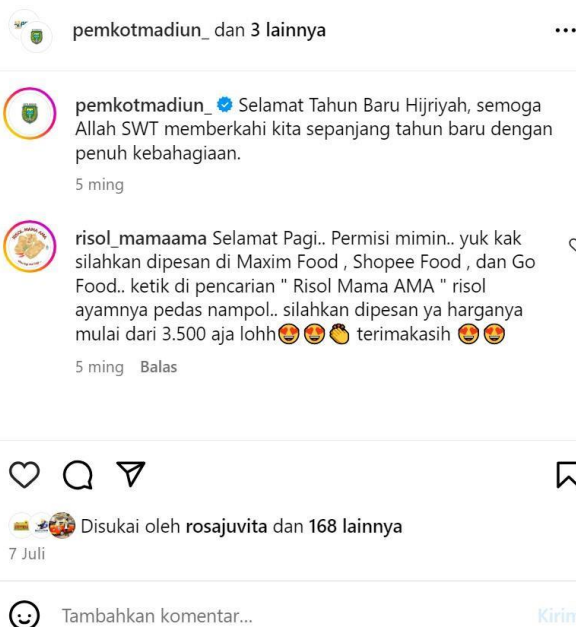 pemkotmadiun_ dan 3 lainnya
pemkotmadiun_ Selamat Tahun Baru Hijriyah, semoga
Allah SWT memberkahi kita sepanjang tahun baru dengan
penuh kebahagiaan.
5 ming
risol_mamaama Selamat Pagi.. Permisi mimin.. yuk kak
silahkan dipesan di Maxim Food , Shopee Food , dan Go
Food.. ketik di pencarian " Risol Mama AMA " risol
ayamnya pedas nampol.. silahkan dipesan ya harganya
mulai dari 3.500 aja lohh😍😍👏 terimakasih 😍😍
5 ming Balas
Disukai oleh rosajuvita dan 168 lainnya
7 Juli
Tambahkan komentar...
Kirim